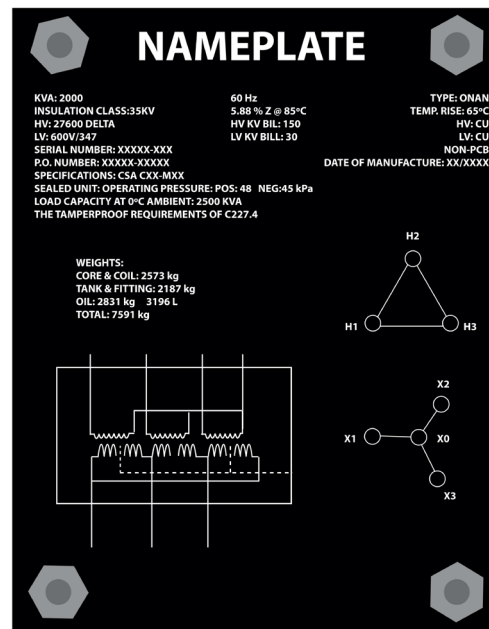 NAMEPLATE
KVA: 2000 60 Hz TYPE: ONAN
INSULATION CLASS:35KV 5.88 % Z @ 85ºC TEMP. RISE: 65ºC
HV: 27600 DELTA HV KV BIL: 150 HV: CU
LV: 600V/347 LV KV BILL: 30 LV: CU
SERIAL NUMBER: XXXXX-XXX NON-PCB
P.O. NUMBER: XXXXX-XXXXX DATE OF MANUFACTURE: XX/XXXX
SPECIFICATIONS: CSA CXX-MXX
SEALED UNIT: OPERATING PRESSURE: POS: 48 NEG:45 kPa
LOAD CAPACITY AT 0ºC AMBIENT: 2500 KVA
THE TAMPERPROOF REQUIREMENTS OF C227.4
WEIGHTS:
CORE & COIL: 2573 kg
TANK & FITTING: 2187 kg
OIL: 2831 kg 3196 L
TOTAL: 7591 kg
H2
H1 H3
X2
X1 X0
X3